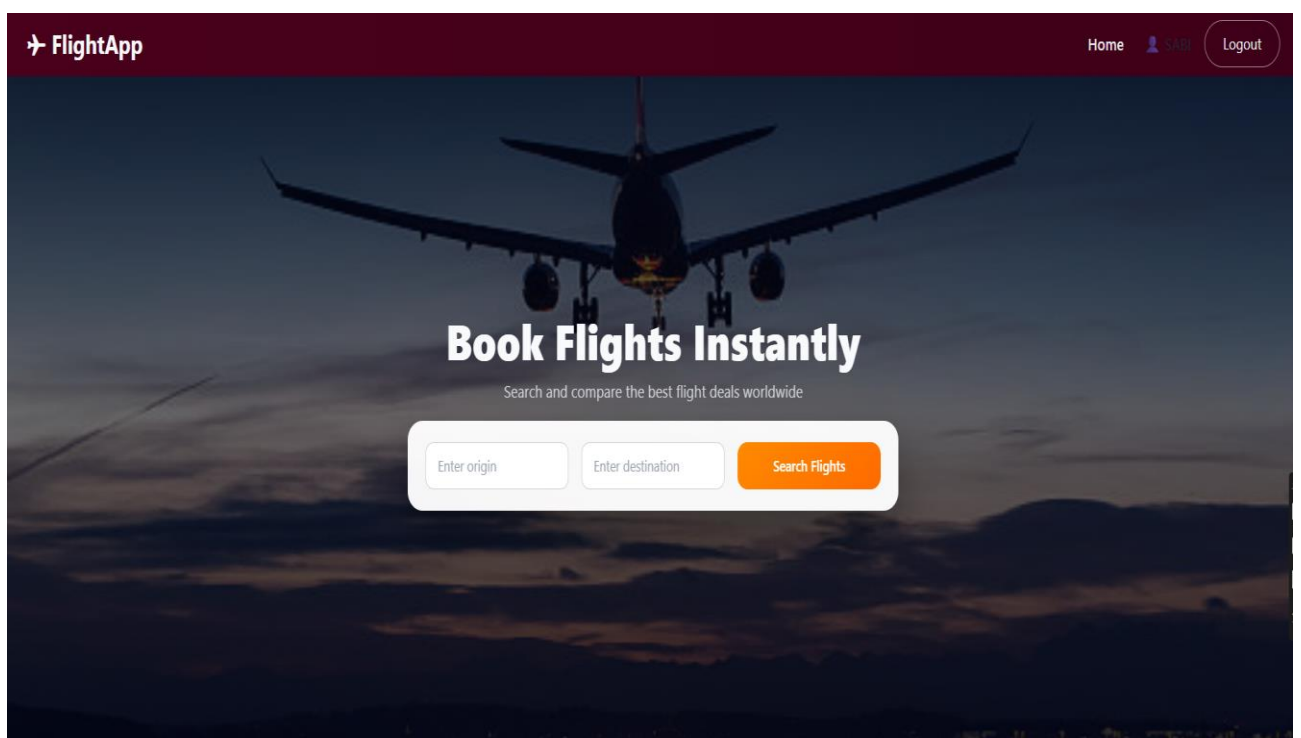 FlightApp
Home SABI Logout
Book Flights Instantly
Search and compare the best flight deals worldwide
Enter origin Enter destination Search Flights